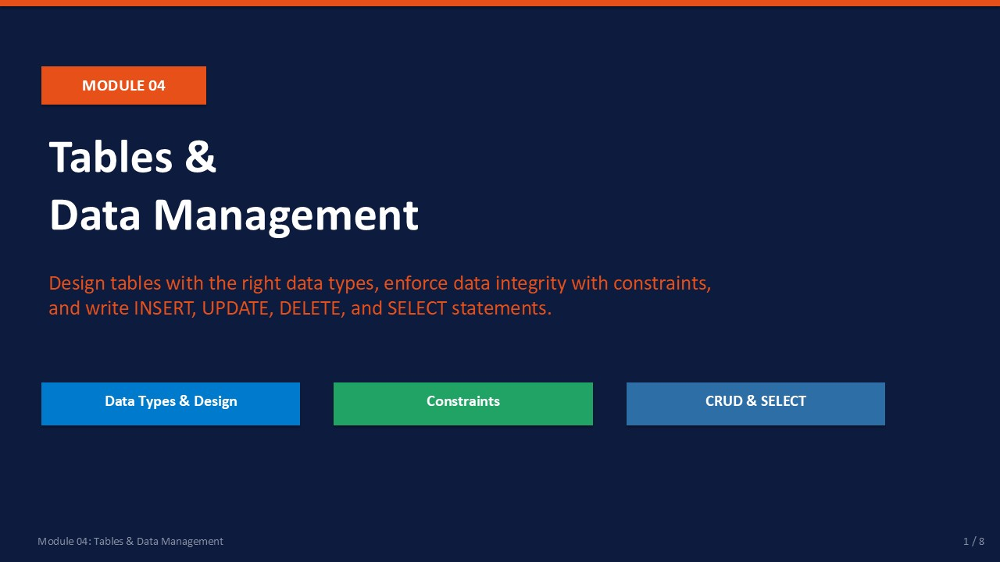 MODULE 04
Tables &
Data Management
Design tables with the right data types, enforce data integrity with constraints,
and write INSERT, UPDATE, DELETE, and SELECT statements.
Data Types & Design
Constraints
CRUD & SELECT
Module 04: Tables & Data Management
1 / 8